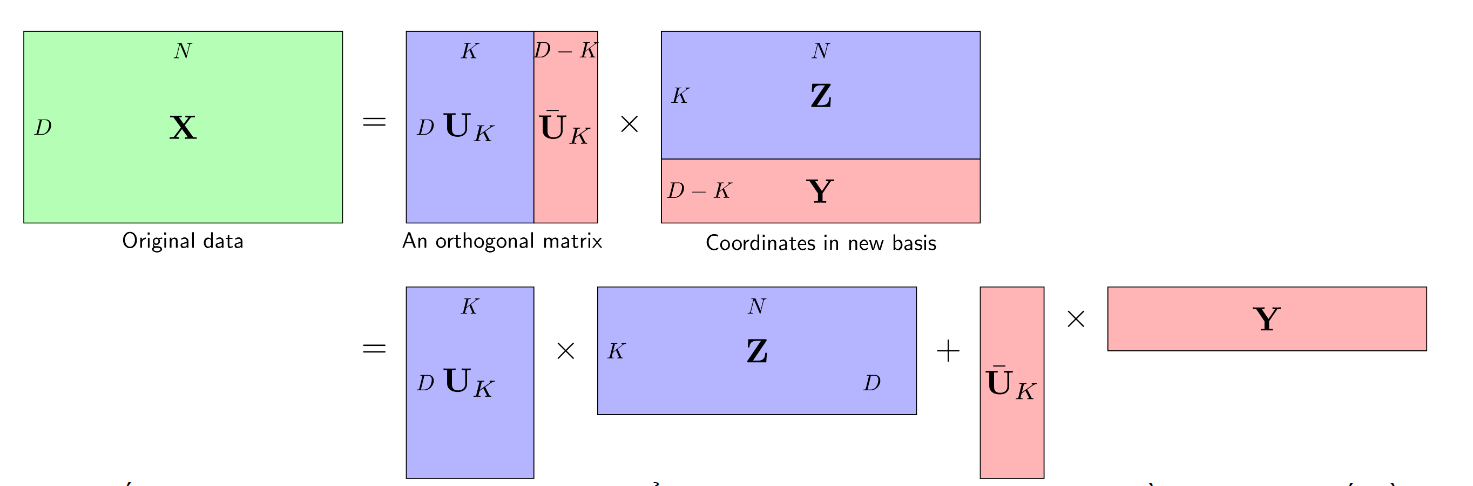 N K D − K N
D X = D U_K Ū_K × K Z
D − K Y
Original data An orthogonal matrix Coordinates in new basis
K N
= D U_K × K Z D + Ū_K × Y